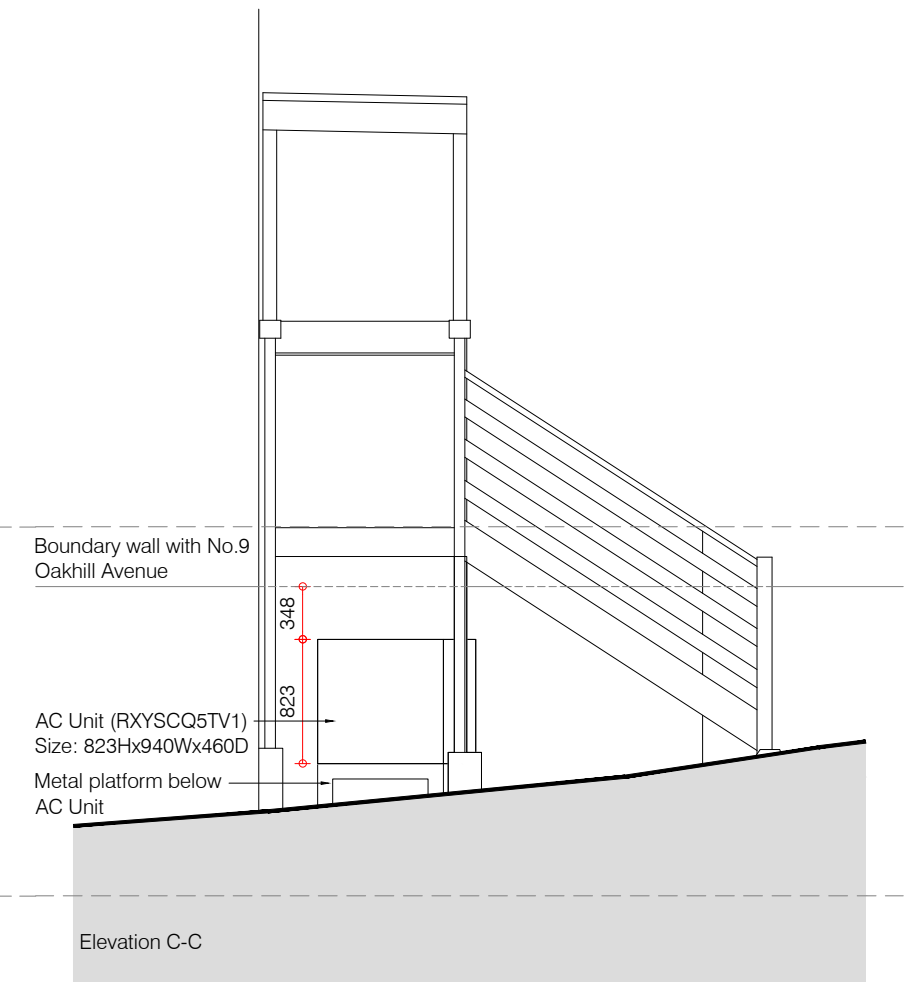 Boundary wall with No.9
Oakhill Avenue
348
823
AC Unit (RXYSCQ5TV1)
Size: 823Hx940Wx460D
Metal platform below
AC Unit
Elevation C-C